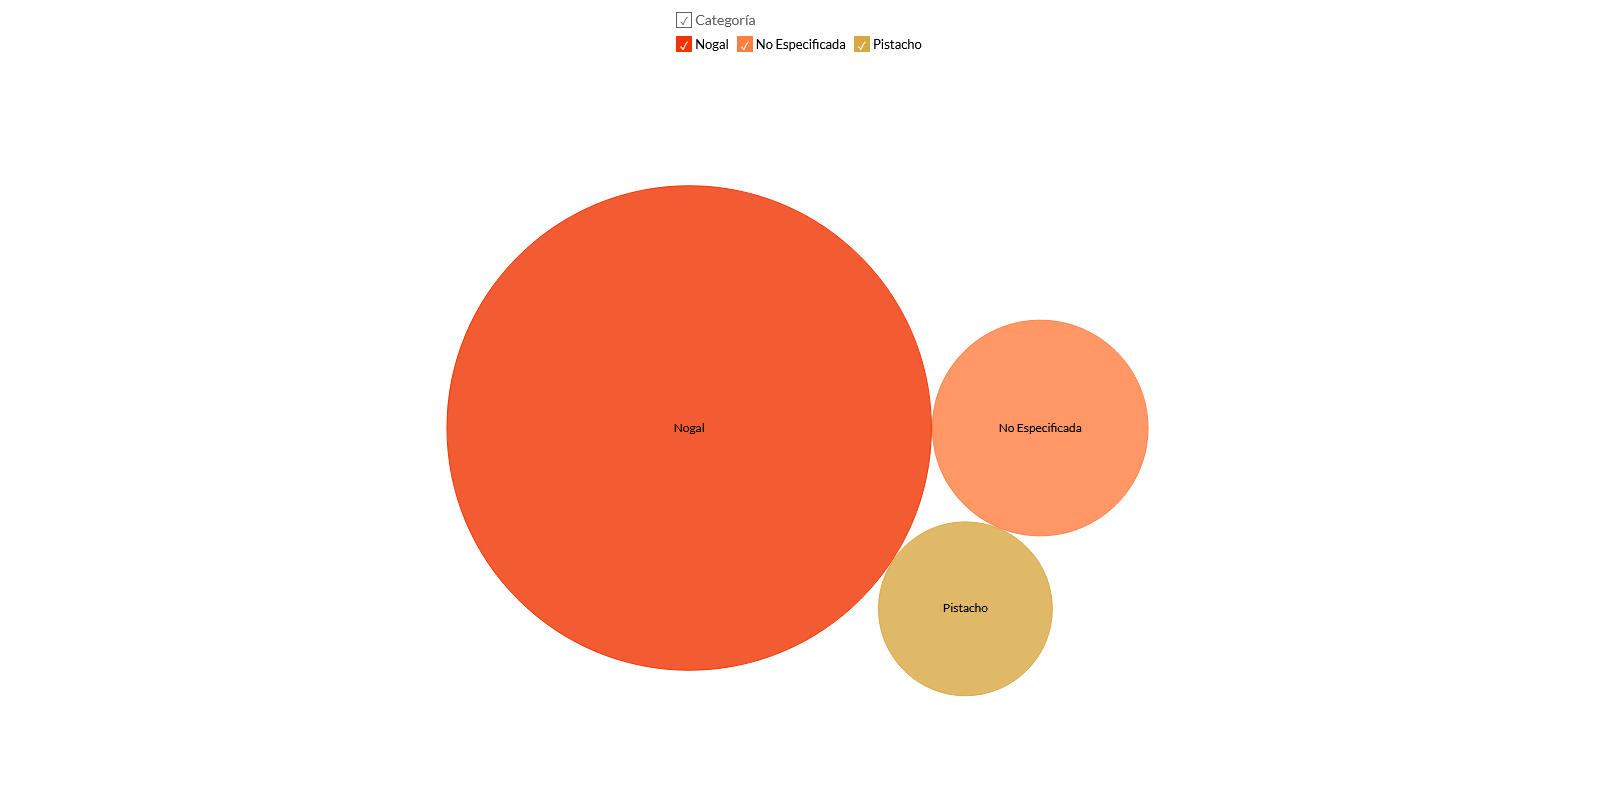 Categoría
Nogal No Especificada Pistacho
Nogal
No Especificada
Pistacho